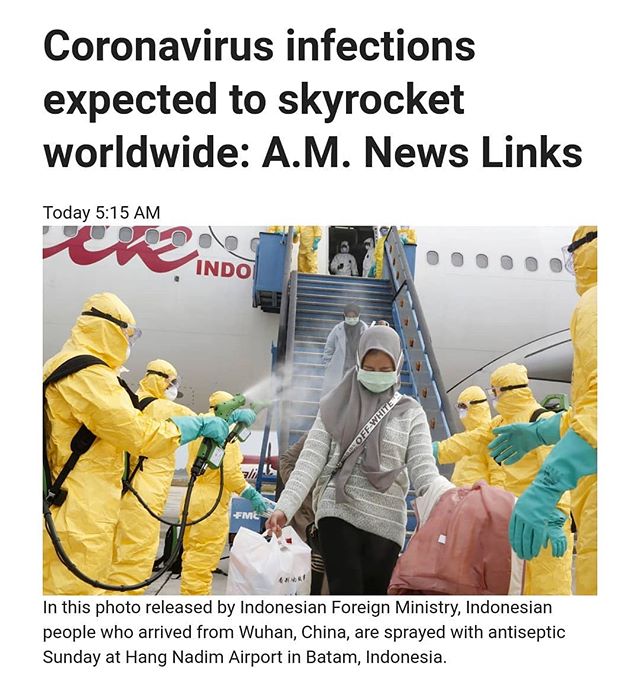 Coronavirus infections
expected to skyrocket
worldwide: A.M. News Links
Today 5:15 AM
INDO
OFF-WHITE
FMC
In this photo released by Indonesian Foreign Ministry, Indonesian
people who arrived from Wuhan, China, are sprayed with antiseptic
Sunday at Hang Nadim Airport in Batam, Indonesia.